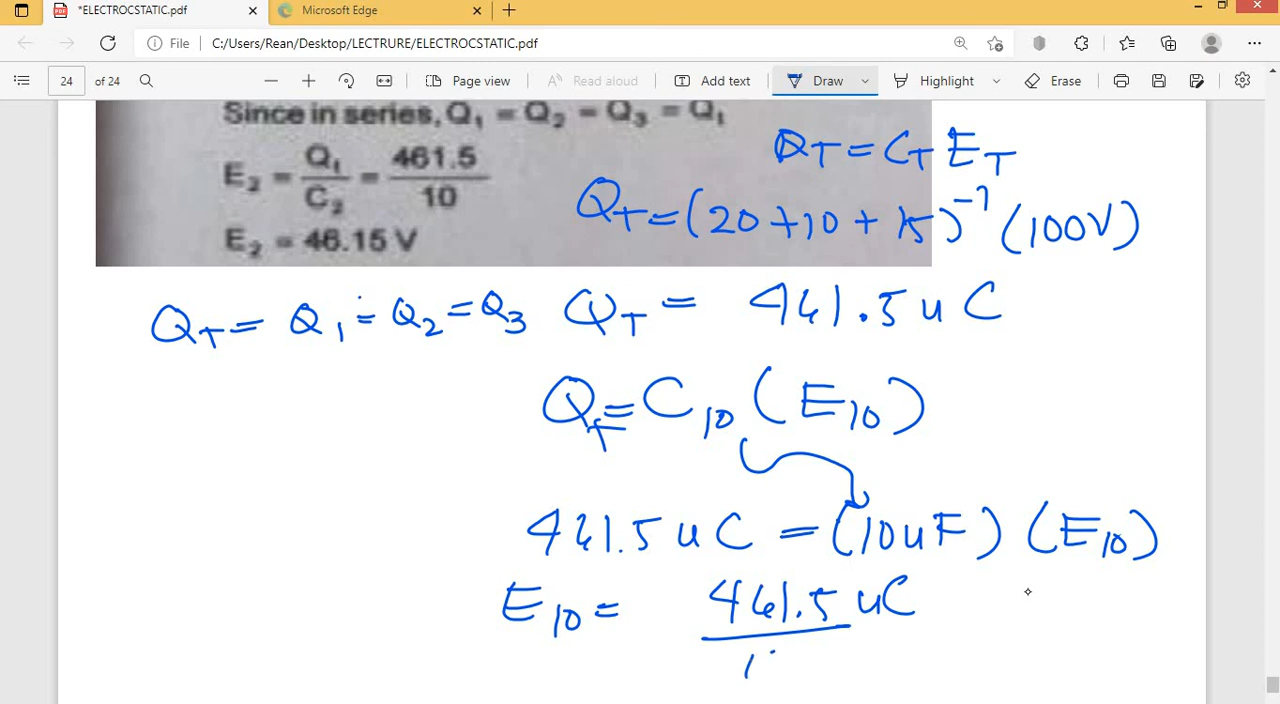 *ELECTROCSTATIC.pdf
Microsoft Edge
File C:/Users/Rean/Desktop/LECTRURE/ELECTROCSTATIC.pdf
24 of 24 Page view Read aloud Add text Draw Highlight Erase
Since in series, Q₁ = Q₂ = Q₃ = Q₁
E₂ = Q₁/C₂ = 461.5/10
E₂ = 46.15 V
QT = CT ET
QT = (20 + 10 + 15)⁻¹ (100V)
QT = Q1 = Q2 = Q3
QT = 461.5 uC
QT = C10 (E10)
461.5 uC = (10uF) (E10)
E10 = 461.5 uC